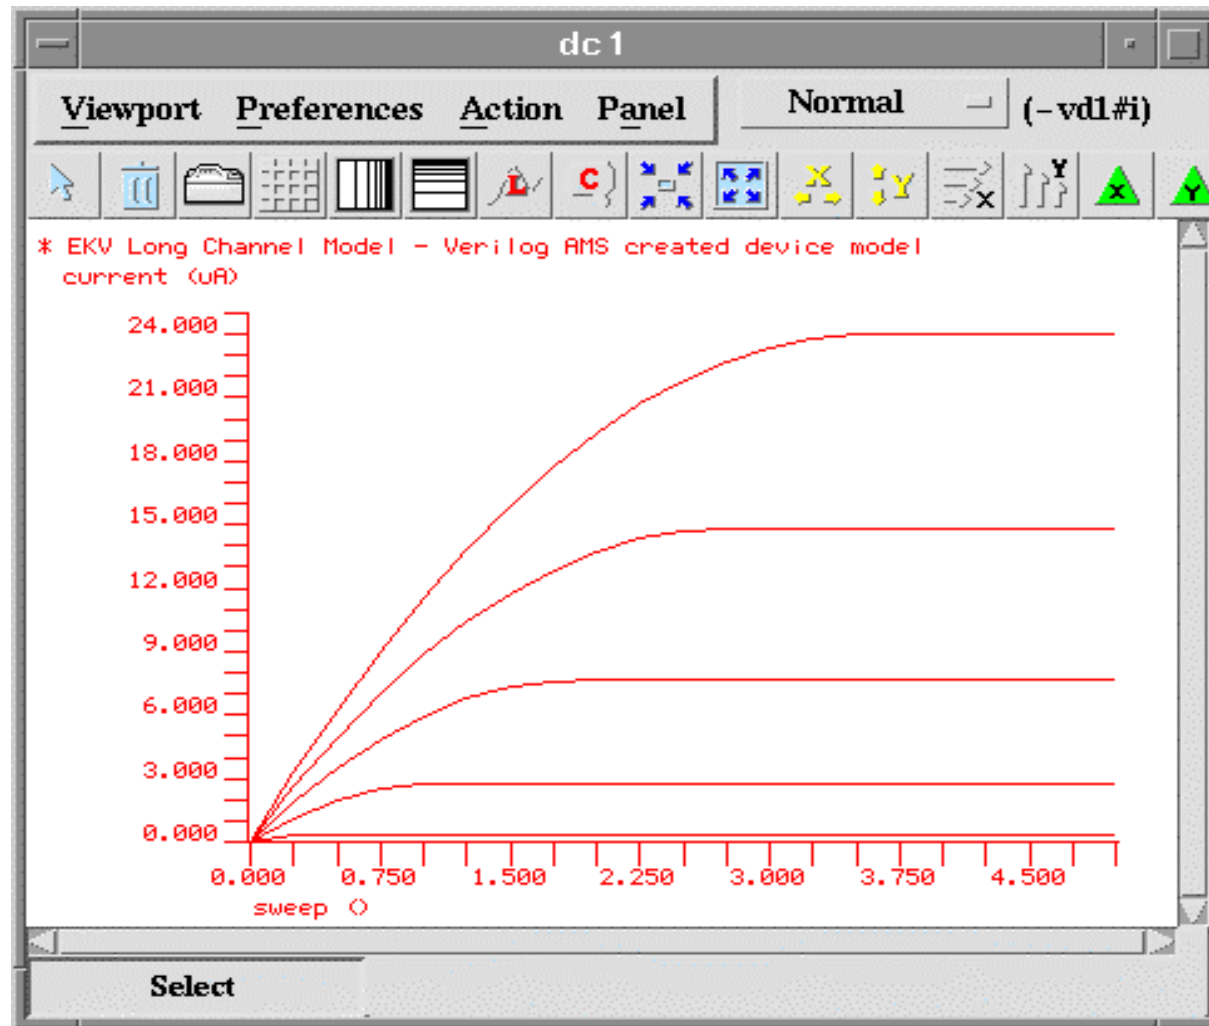 dc1
Viewport Preferences Action Panel Normal (-vd1#i)
L C X Y X Y X Y
* EKV Long Channel Model - Verilog AMS created device model
current (uA)
24.000
21.000
18.000
15.000
12.000
9.000
6.000
3.000
0.000
0.000 0.750 1.500 2.250 3.000 3.750 4.500
sweep ()
Select